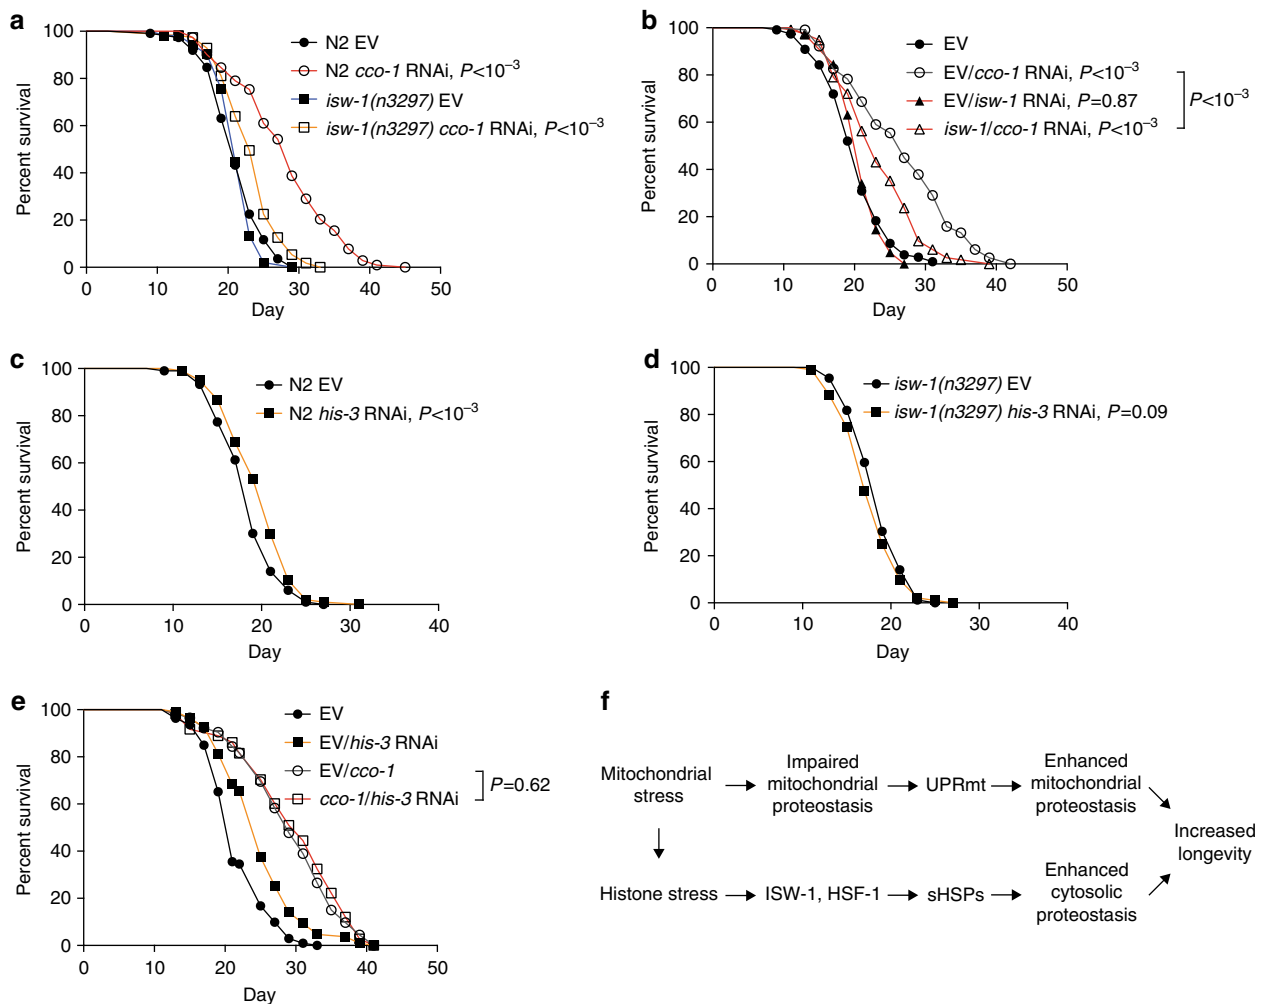 a
100
80
60
40
20
0
Percent survival
0 10 20 30 40 50
Day
N2 EV
N2 cco-1 RNAi, P<10⁻³
isw-1(n3297) EV
isw-1(n3297) cco-1 RNAi, P<10⁻³
b
100
80
60
40
20
0
Percent survival
0 10 20 30 40 50
Day
EV
EV/cco-1 RNAi, P<10⁻³
EV/isw-1 RNAi, P=0.87
isw-1/cco-1 RNAi, P<10⁻³
P<10⁻³
c
100
80
60
40
20
0
Percent survival
0 10 20 30 40
Day
N2 EV
N2 his-3 RNAi, P<10⁻³
d
100
80
60
40
20
0
Percent survival
0 10 20 30 40
Day
isw-1(n3297) EV
isw-1(n3297) his-3 RNAi, P=0.09
e
100
80
60
40
20
0
Percent survival
0 10 20 30 40 50
Day
EV
EV/his-3 RNAi
EV/cco-1
cco-1/his-3 RNAi
P=0.62
f
Mitochondrial
stress
Impaired
mitochondrial
proteostasis
UPRmt
Enhanced
mitochondrial
proteostasis
Increased
longevity
Histone stress
ISW-1, HSF-1
sHSPs
Enhanced
cytosolic
proteostasis